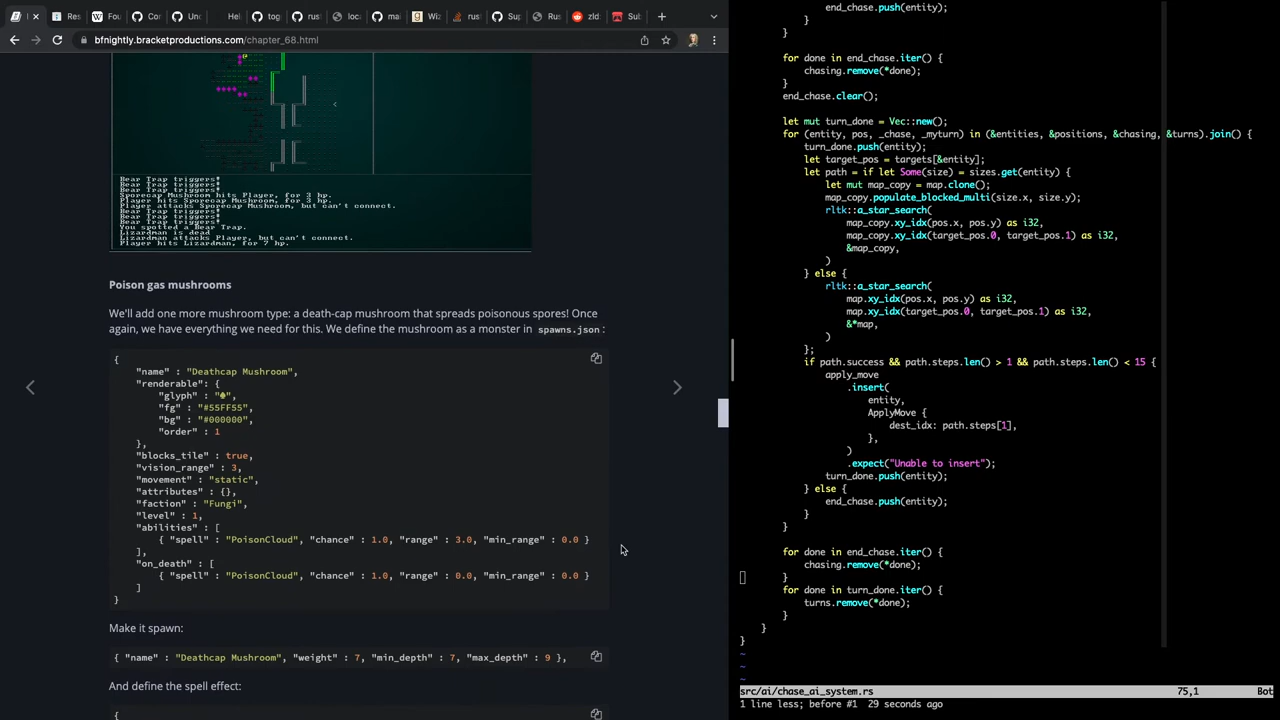 Res
Fou
Cor
Unc
Hel
tog
rus
loca
mai
Wiz
rus
Sup
Rus
zld
Sub
bfnightly.bracketproductions.com/chapter_68.html
Bear Trap triggers!
Bear Trap triggers!
Sporecap Mushroom hits Player, for 3 hp.
Player hits Sporecap Mushroom, for 3 hp.
Player attacks Sporecap Mushroom, but can't connect.
Bear Trap triggers!
Bear Trap triggers!
You spotted a Bear Trap.
Lizardman is dead
Lizardman attacks Player, but can't connect.
Player hits Lizardman, for 7 hp.
Poison gas mushrooms
We'll add one more mushroom type: a death-cap mushroom that spreads poisonous spores! Once
again, we have everything we need for this. We define the mushroom as a monster in spawns.json:
{
"name" : "Deathcap Mushroom",
"renderable": {
"glyph" : "♠",
"fg" : "#55FF55",
"bg" : "#000000",
"order" : 1
},
"blocks_tile" : true,
"vision_range" : 3,
"movement" : "static",
"attributes" : {},
"faction" : "Fungi",
"level" : 1,
"abilities" : [
{ "spell" : "PoisonCloud", "chance" : 1.0, "range" : 3.0, "min_range" : 0.0 }
],
"on_death" : [
{ "spell" : "PoisonCloud", "chance" : 1.0, "range" : 0.0, "min_range" : 0.0 }
]
}
Make it spawn:
{ "name" : "Deathcap Mushroom", "weight" : 7, "min_depth" : 7, "max_depth" : 9 },
And define the spell effect:
{
end_chase.push(entity);
}
}
for done in end_chase.iter() {
chasing.remove(*done);
}
end_chase.clear();
let mut turn_done = Vec::new();
for (entity, pos, _chase, _myturn) in (&entities, &positions, &chasing, &turns).join() {
turn_done.push(entity);
let target_pos = targets[&entity];
let path = if let Some(size) = sizes.get(entity) {
let mut map_copy = map.clone();
map_copy.populate_blocked_multi(size.x, size.y);
rltk::a_star_search(
map_copy.xy_idx(pos.x, pos.y) as i32,
map_copy.xy_idx(target_pos.0, target_pos.1) as i32,
&map_copy,
)
} else {
rltk::a_star_search(
map.xy_idx(pos.x, pos.y) as i32,
map.xy_idx(target_pos.0, target_pos.1) as i32,
&*map,
)
};
if path.success && path.steps.len() > 1 && path.steps.len() < 15 {
apply_move
.insert(
entity,
ApplyMove {
dest_idx: path.steps[1],
},
)
.expect("Unable to insert");
turn_done.push(entity);
} else {
end_chase.push(entity);
}
}
for done in end_chase.iter() {
chasing.remove(*done);
}
for done in turn_done.iter() {
turns.remove(*done);
}
}
}
~
~
~
src/ai/chase_ai_system.rs 75,1 Bot
1 line less; before #1 29 seconds ago